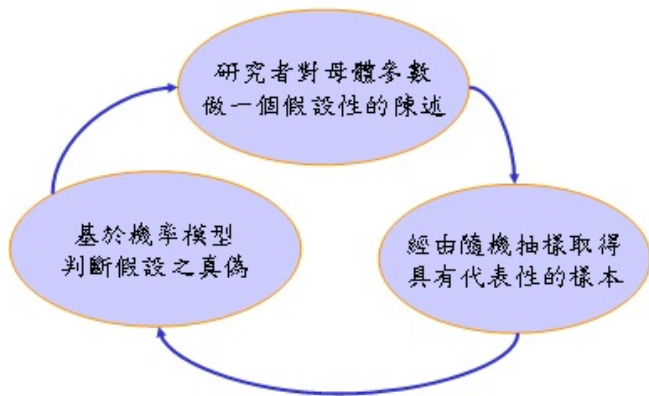 研究者對母體參數
做一個假設性的陳述
基於機率模型
判斷假設之真偽
經由隨機抽樣取得
具有代表性的樣本